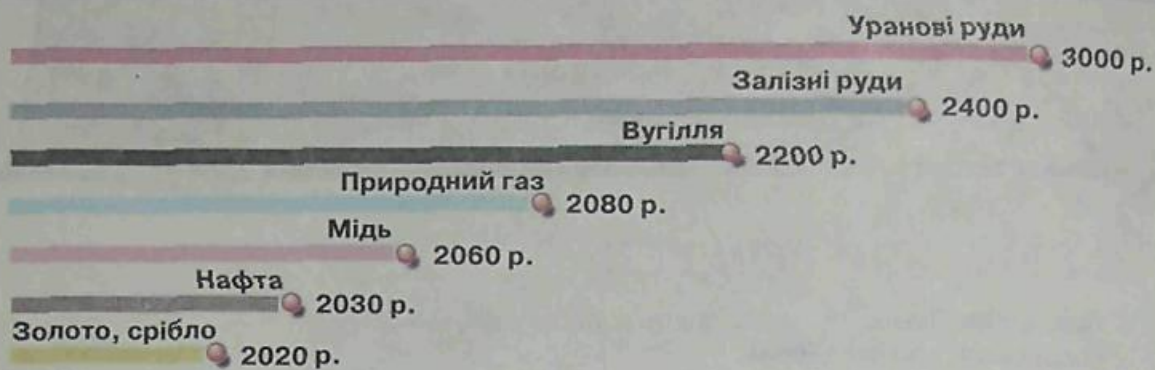 Уранові руди
3000 р.
Залізні руди
2400 р.
Вугілля
2200 р.
Природний газ
2080 р.
Мідь
2060 р.
Нафта
2030 р.
Золото, срібло
2020 р.